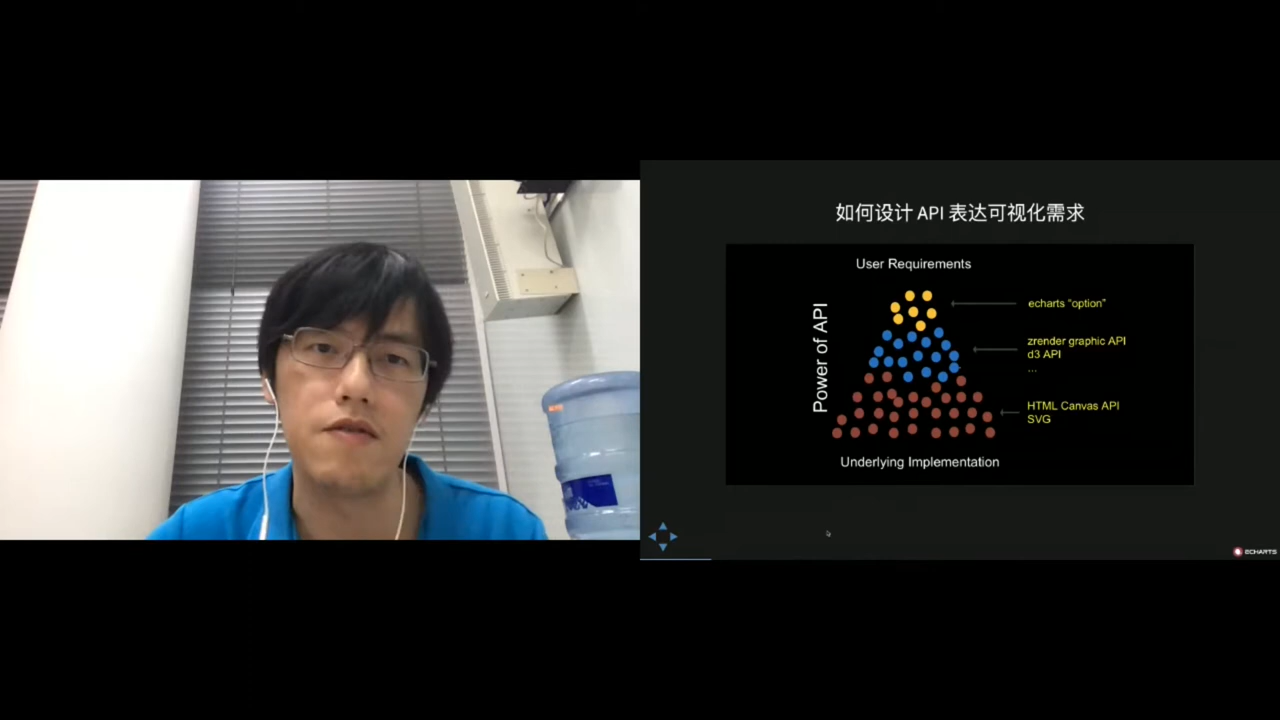 如何设计 API 表达可视化需求
User Requirements
Power of API
echarts "option"
zrender graphic API
d3 API
...
HTML Canvas API
SVG
Underlying Implementation
ECHARTS